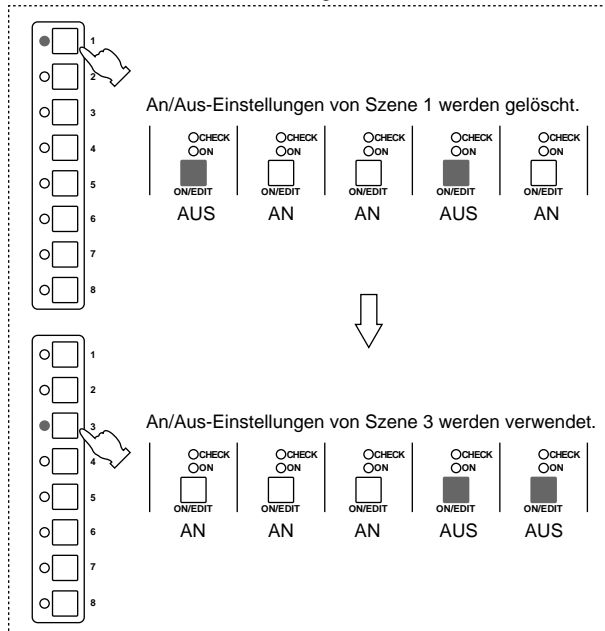 1
2
3
4
5
6
7
8
An/Aus-Einstellungen von Szene 1 werden gelöscht.
CHECK CHECK CHECK CHECK CHECK
ON ON ON ON ON
ON/EDIT ON/EDIT ON/EDIT ON/EDIT ON/EDIT
AUS AN AN AUS AN
1
2
3
4
5
6
7
8
An/Aus-Einstellungen von Szene 3 werden verwendet.
CHECK CHECK CHECK CHECK CHECK
ON ON ON ON ON
ON/EDIT ON/EDIT ON/EDIT ON/EDIT ON/EDIT
AN AN AN AUS AUS